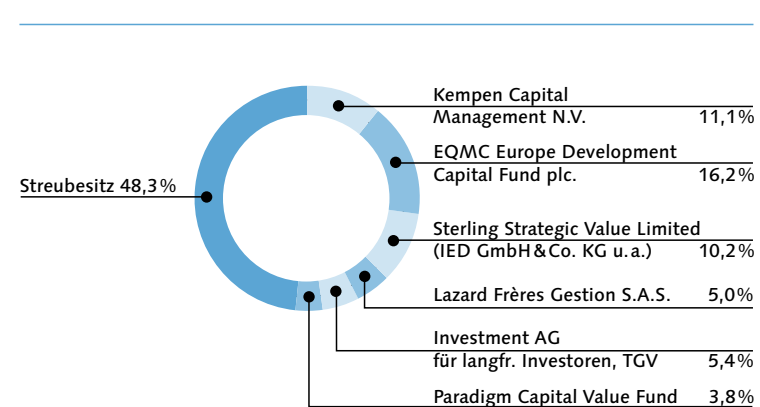 Kempen Capital
Management N.V. 11,1%
EQMC Europe Development
Capital Fund plc. 16,2%
Streubesitz 48,3%
Sterling Strategic Value Limited
(IED GmbH & Co. KG u. a.) 10,2%
Lazard Frères Gestion S.A.S. 5,0%
Investment AG
für langfr. Investoren, TGV 5,4%
Paradigm Capital Value Fund 3,8%